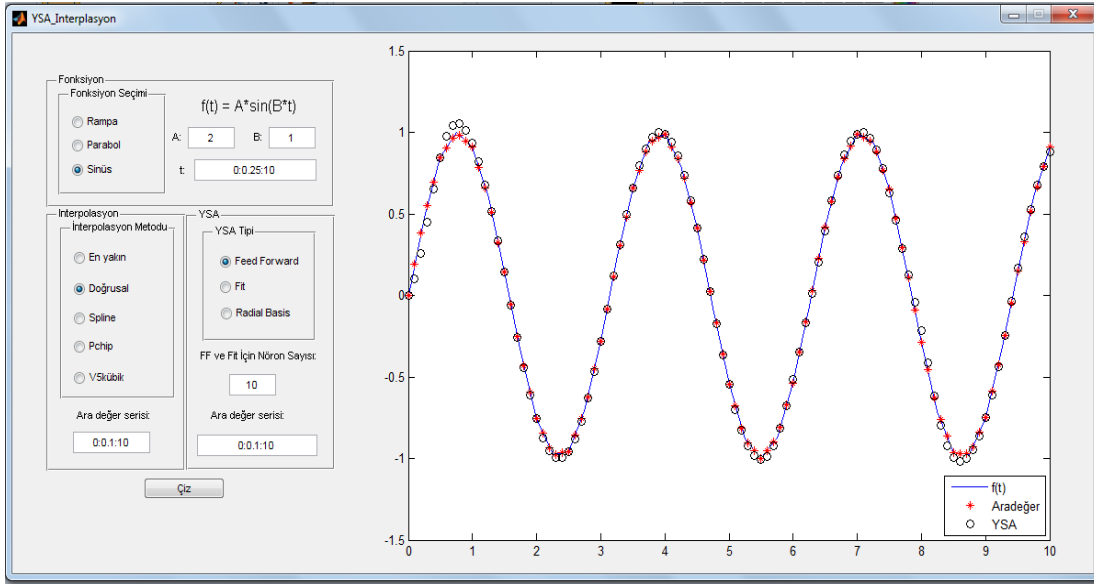 YSA_Interplasyon
Fonksiyon
Fonksiyon Seçimi
Rampa
Parabol
Sinüs
f(t) = A*sin(B*t)
A: 2 B: 1
t: 0:0.25:10
Interpolasyon
İnterpolasyon Metodu
En yakın
Doğrusal
Spline
Pchip
V5kübik
Ara değer serisi:
0:0.1:10
YSA
YSA Tipi
Feed Forward
Fit
Radial Basis
FF ve Fit İçin Nöron Sayısı:
10
Ara değer serisi:
0:0.1:10
Çiz
1.5
1
0.5
0
-0.5
-1
-1.5
0 1 2 3 4 5 6 7 8 9 10
f(t)
Aradeğer
YSA